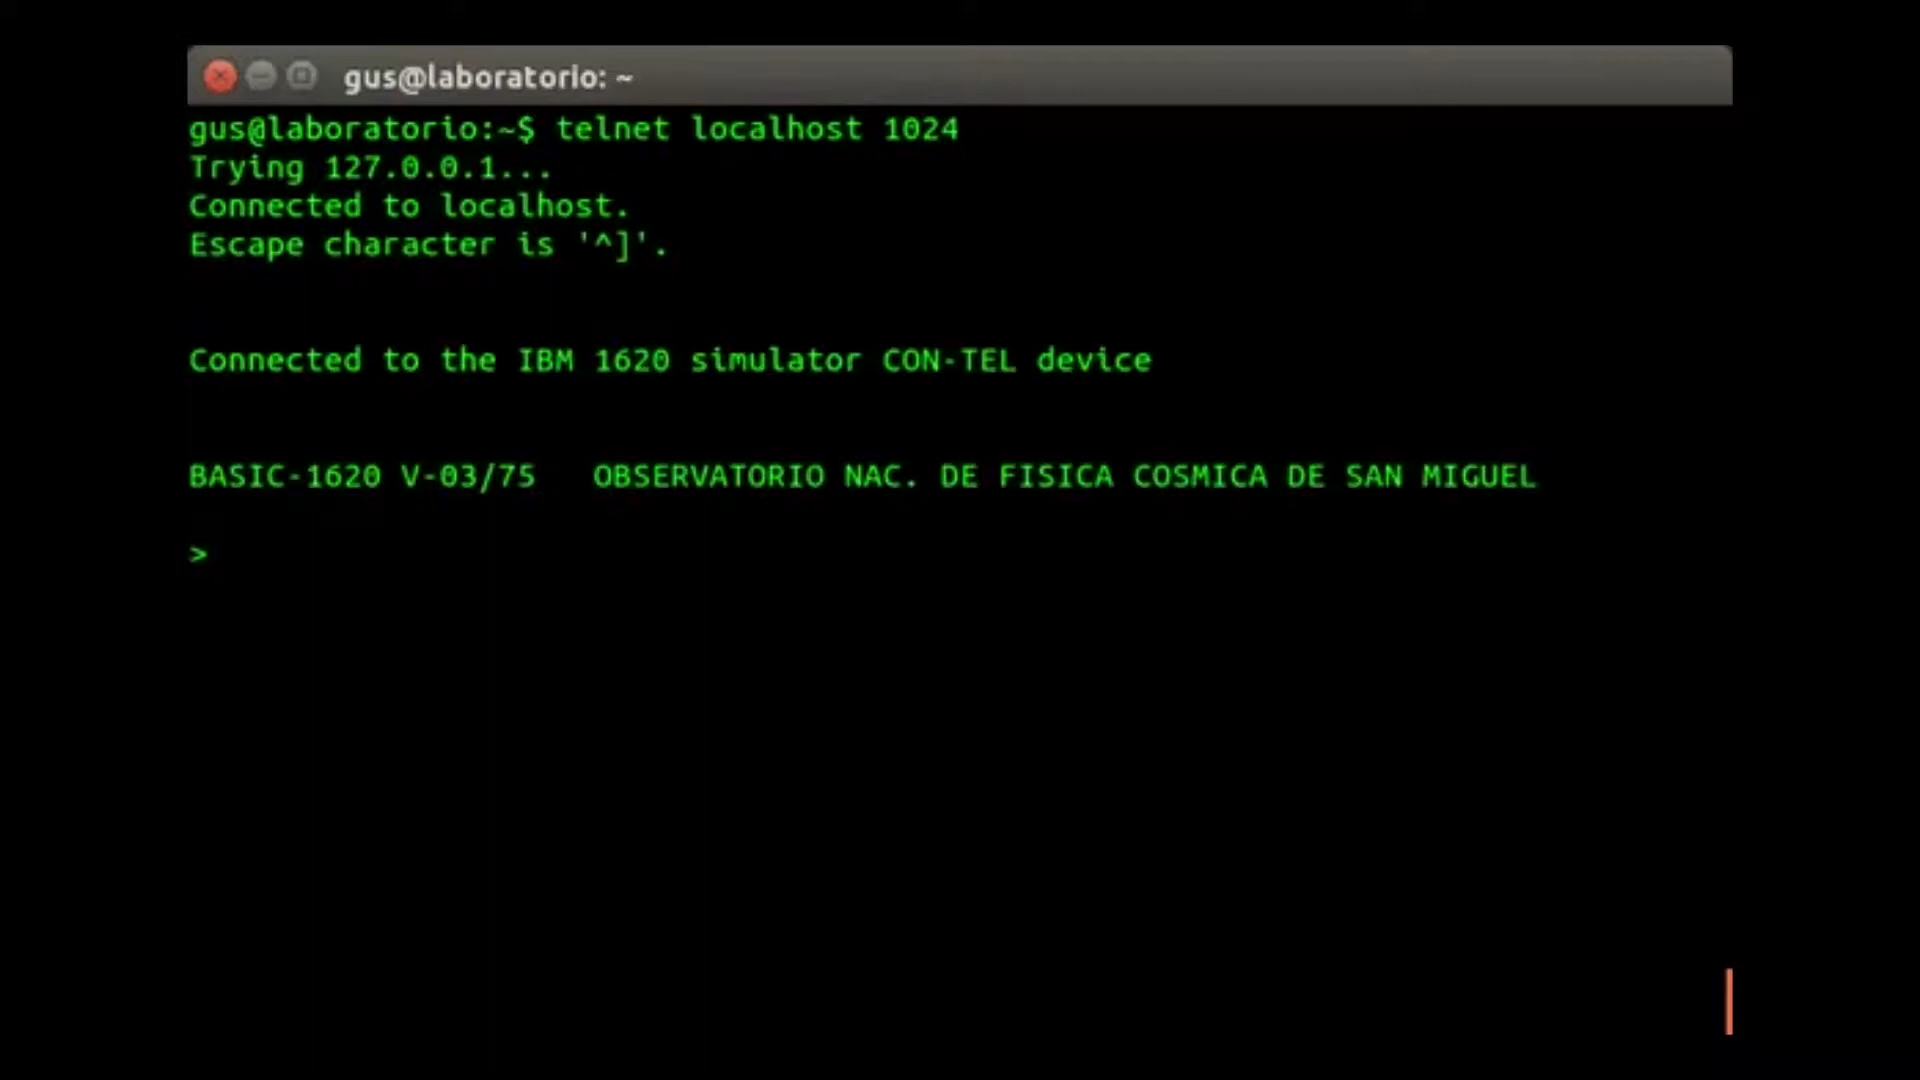 gus@laboratorio: ~
gus@laboratorio:~$ telnet localhost 1024
Trying 127.0.0.1...
Connected to localhost.
Escape character is '^]'.
Connected to the IBM 1620 simulator CON-TEL device
BASIC-1620 V-03/75   OBSERVATORIO NAC. DE FISICA COSMICA DE SAN MIGUEL
>